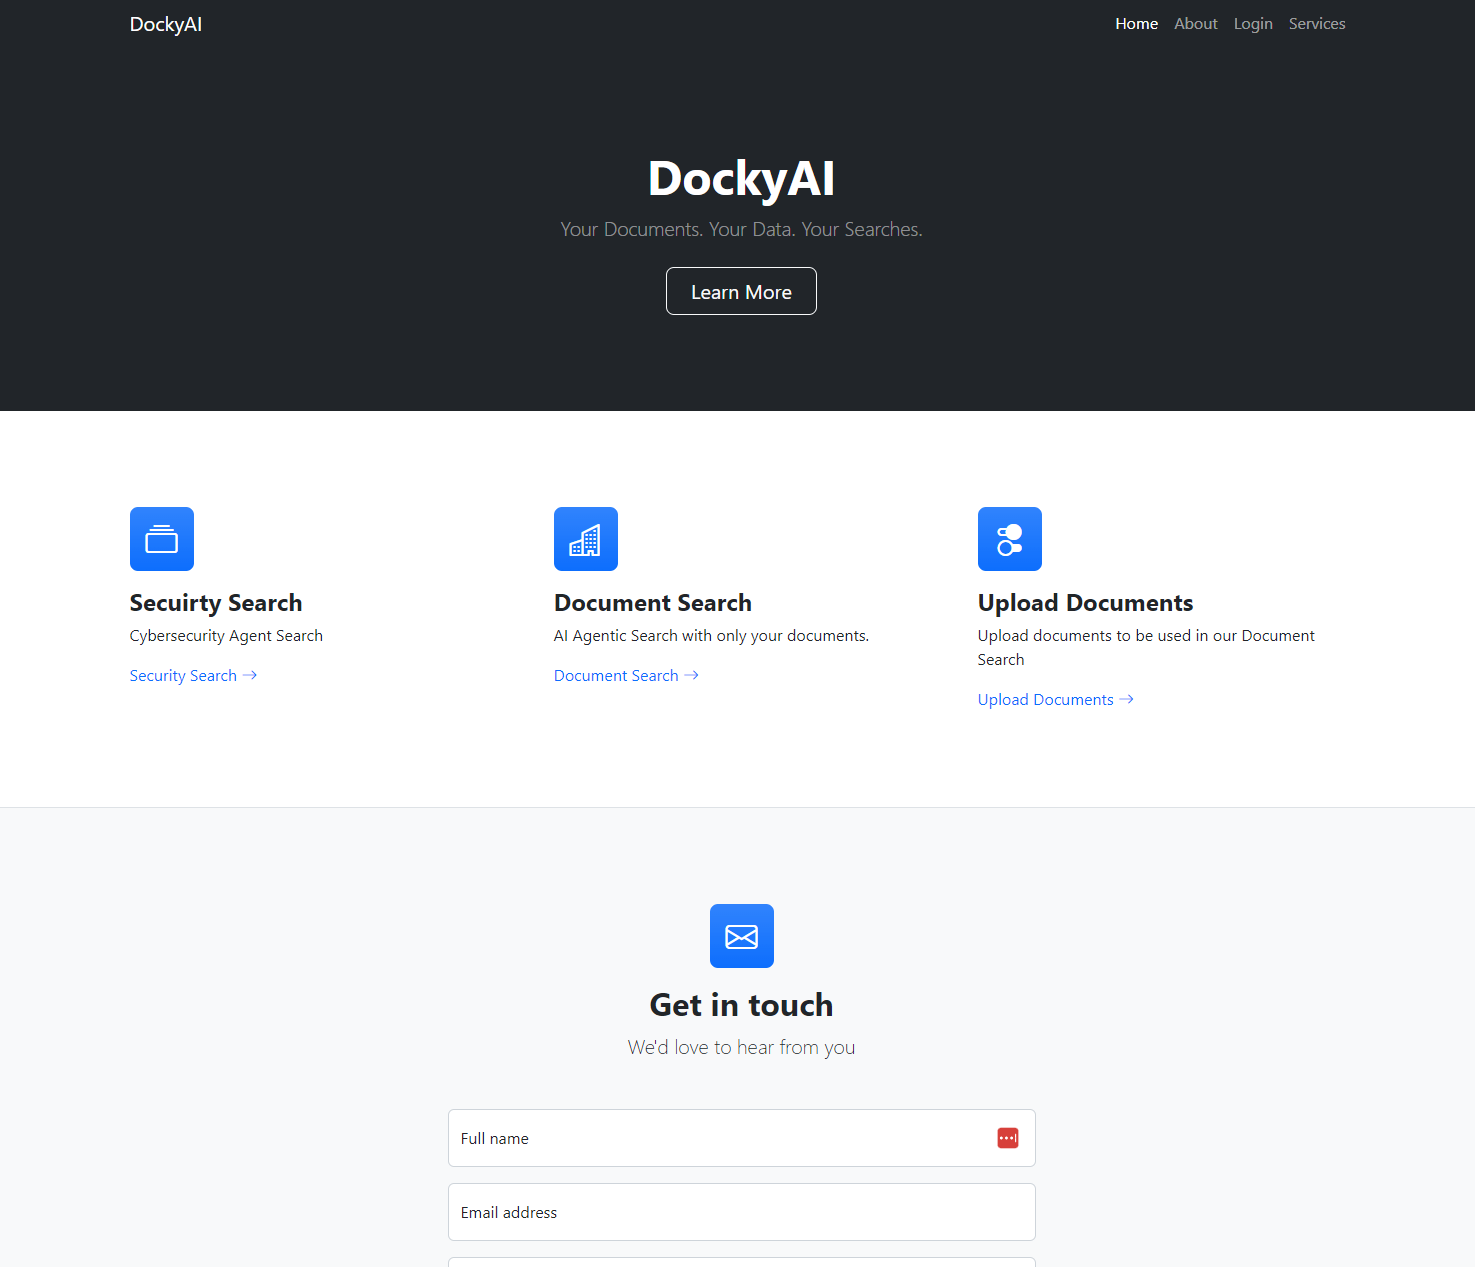 DockyAI
Home About Login Services
DockyAI
Your Documents. Your Data. Your Searches.
Learn More
Secuirty Search
Cybersecurity Agent Search
Security Search →
Document Search
AI Agentic Search with only your documents.
Document Search →
Upload Documents
Upload documents to be used in our Document
Search
Upload Documents →
Get in touch
We'd love to hear from you
Full name
Email address